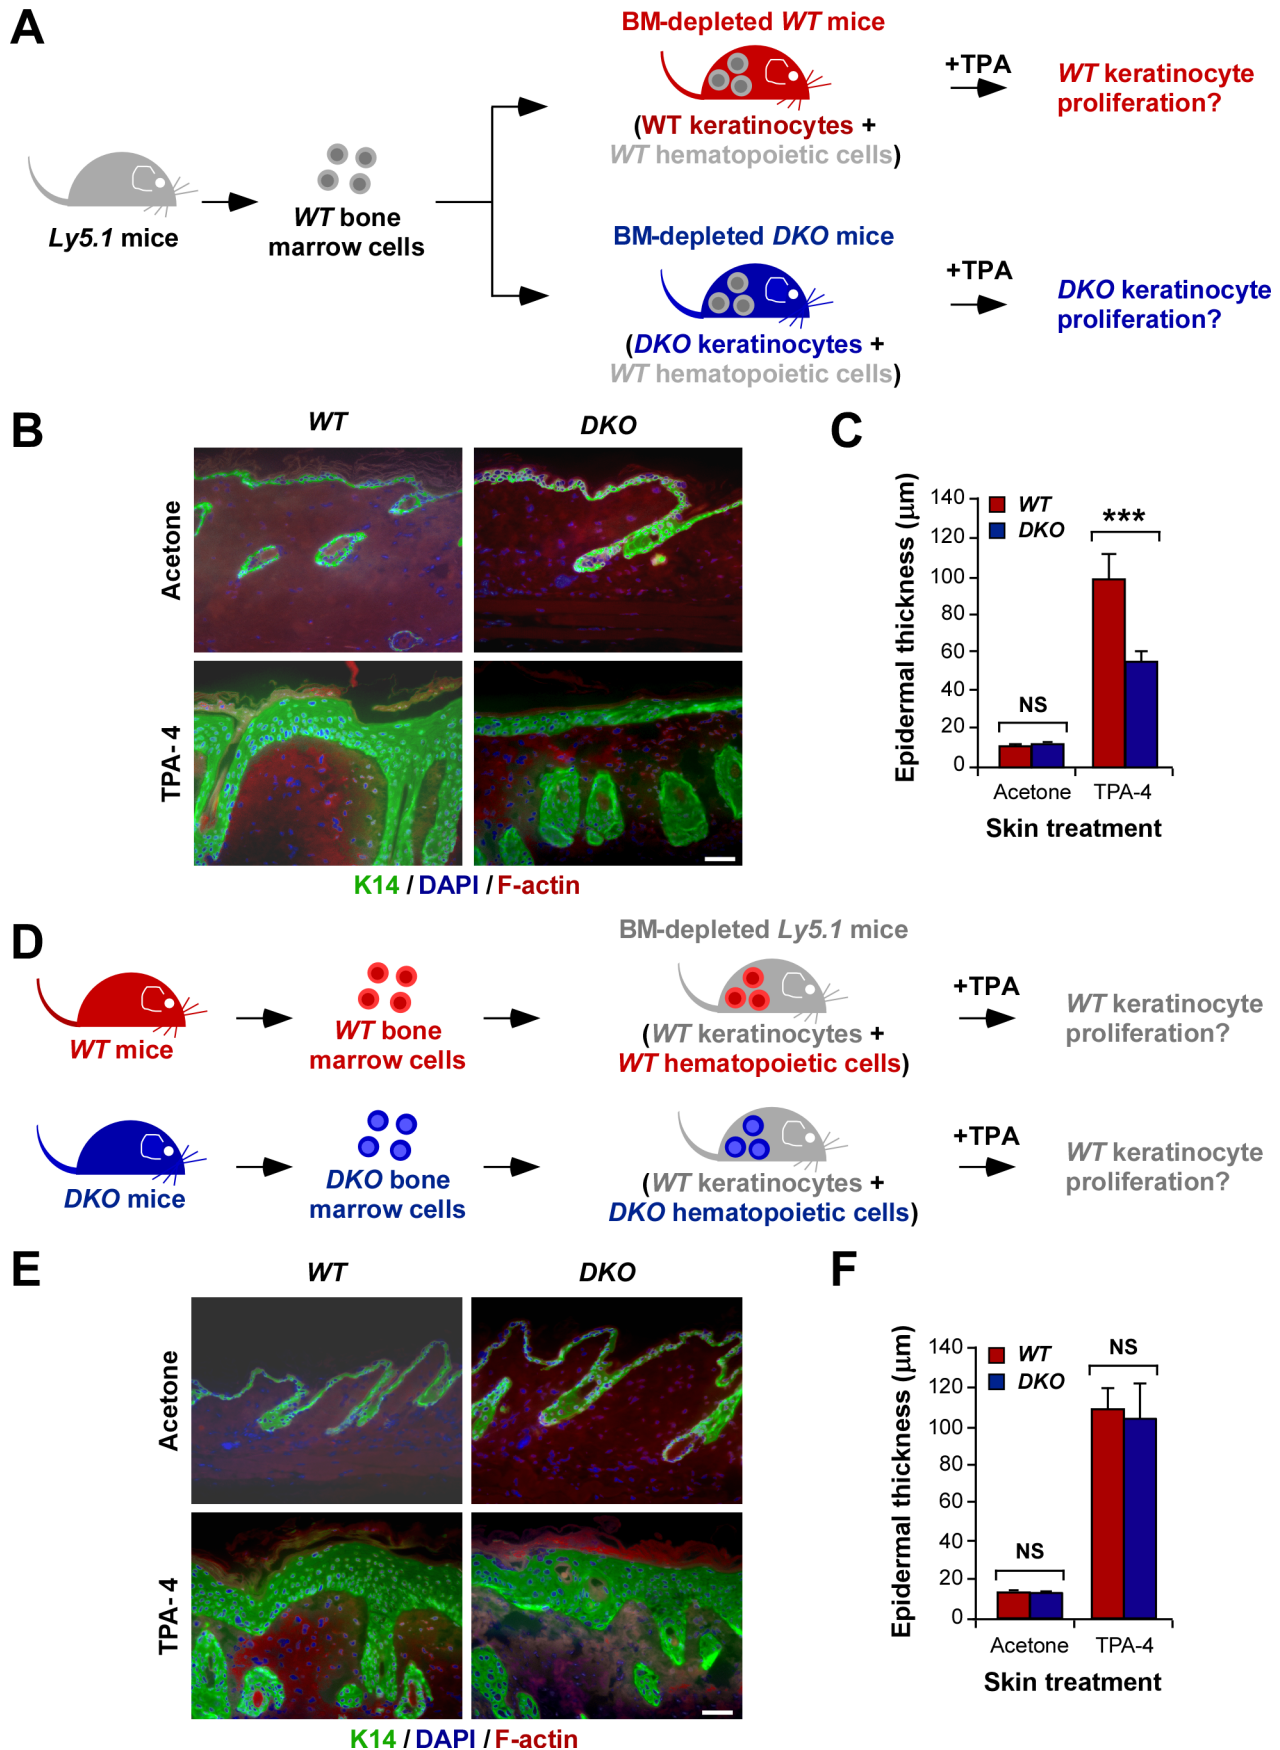 A
BM-depleted WT mice
+TPA
WT keratinocyte
proliferation?
(WT keratinocytes +
WT hematopoietic cells)
Ly5.1 mice
WT bone
marrow cells
BM-depleted DKO mice
+TPA
DKO keratinocyte
proliferation?
(DKO keratinocytes +
WT hematopoietic cells)
B
WT
DKO
Acetone
TPA-4
K14 / DAPI / F-actin
C
Epidermal thickness (µm)
140
120
100
80
60
40
20
0
WT
DKO
***
NS
Acetone
TPA-4
Skin treatment
D
BM-depleted Ly5.1 mice
WT mice
WT bone
marrow cells
(WT keratinocytes +
WT hematopoietic cells)
+TPA
WT keratinocyte
proliferation?
DKO mice
DKO bone
marrow cells
(WT keratinocytes +
DKO hematopoietic cells)
+TPA
WT keratinocyte
proliferation?
E
WT
DKO
Acetone
TPA-4
K14 / DAPI / F-actin
F
Epidermal thickness (µm)
140
120
100
80
60
40
20
0
WT
DKO
NS
NS
Acetone
TPA-4
Skin treatment